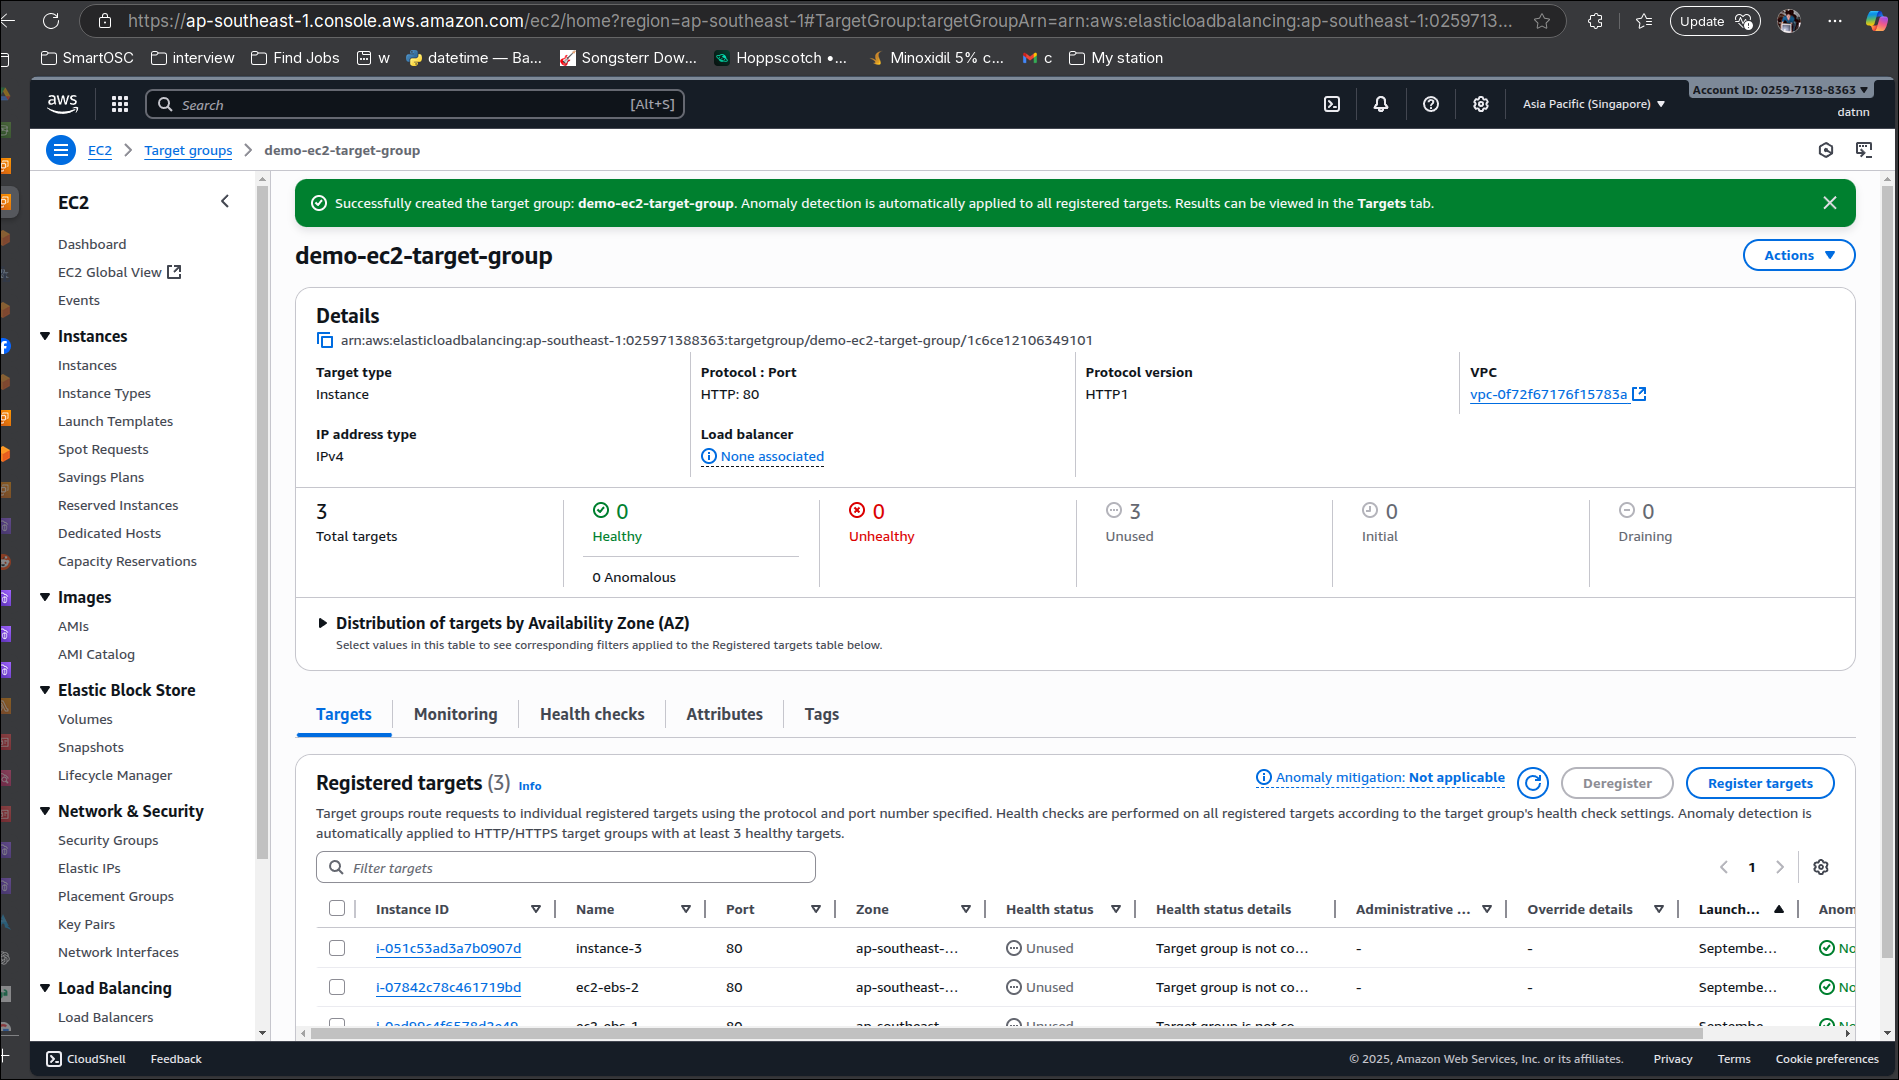 https://ap-southeast-1.console.aws.amazon.com/ec2/home?region=ap-southeast-1#TargetGroup:targetGroupArn=arn:aws:elasticloadbalancing:ap-southeast-1:0259713...
Update
SmartOSC
interview
Find Jobs
w
datetime — Ba...
Songsterr Dow...
Hoppscotch •...
Minoxidil 5% c...
c
My station
aws
Search
[Alt+S]
Asia Pacific (Singapore)
Account ID: 0259-7138-8363
datnn
EC2
Target groups
demo-ec2-target-group
EC2
Dashboard
EC2 Global View
Events
Instances
Instances
Instance Types
Launch Templates
Spot Requests
Savings Plans
Reserved Instances
Dedicated Hosts
Capacity Reservations
Images
AMIs
AMI Catalog
Elastic Block Store
Volumes
Snapshots
Lifecycle Manager
Network & Security
Security Groups
Elastic IPs
Placement Groups
Key Pairs
Network Interfaces
Load Balancing
Load Balancers
Successfully created the target group: demo-ec2-target-group. Anomaly detection is automatically applied to all registered targets. Results can be viewed in the Targets tab.
demo-ec2-target-group
Actions
Details
arn:aws:elasticloadbalancing:ap-southeast-1:025971388363:targetgroup/demo-ec2-target-group/1c6ce12106349101
Target type
Instance
Protocol : Port
HTTP: 80
Protocol version
HTTP1
VPC
vpc-0f72f67176f15783a
IP address type
IPv4
Load balancer
None associated
3
Total targets
0
Healthy
0 Anomalous
0
Unhealthy
3
Unused
0
Initial
0
Draining
Distribution of targets by Availability Zone (AZ)
Select values in this table to see corresponding filters applied to the Registered targets table below.
Targets
Monitoring
Health checks
Attributes
Tags
Registered targets (3) Info
Anomaly mitigation: Not applicable
Deregister
Register targets
Target groups route requests to individual registered targets using the protocol and port number specified. Health checks are performed on all registered targets according to the target group's health check settings. Anomaly detection is
automatically applied to HTTP/HTTPS target groups with at least 3 healthy targets.
Filter targets
1
Instance ID Name Port Zone Health status Health status details Administrative ... Override details Launch... Anom
i-051c53ad3a7b0907d instance-3 80 ap-southeast-... Unused Target group is not co... - - Septembe... No
i-07842c78c461719bd ec2-ebs-2 80 ap-southeast-... Unused Target group is not co... - - Septembe... No
ec2-ebs-1 80 ap-southeast-... Unused Target group is not co... Septembe... No
CloudShell
Feedback
© 2025, Amazon Web Services, Inc. or its affiliates.
Privacy
Terms
Cookie preferences